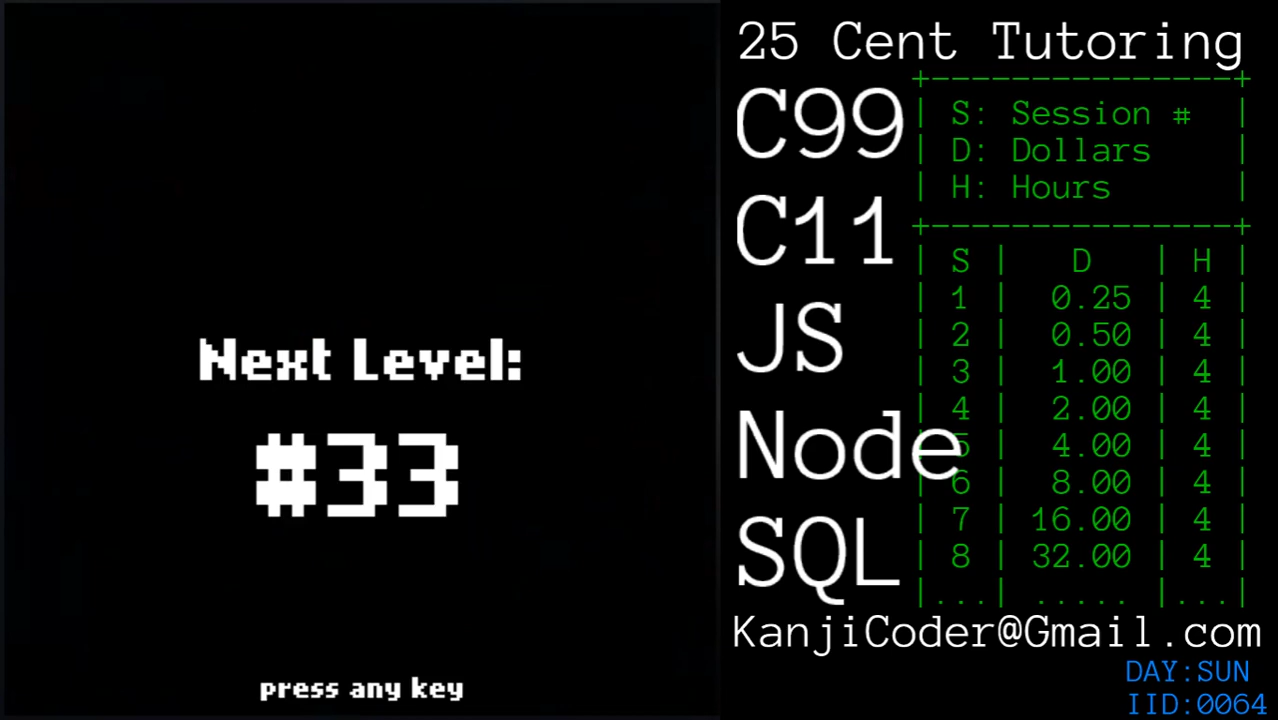 Next Level:
#33
press any key
25 Cent Tutoring
C99
C11
JS
Node
SQL
+----------------+
| S: Session # |
| D: Dollars |
| H: Hours |
+----------------+
| S | D | H |
| 1 | 0.25 | 4 |
| 2 | 0.50 | 4 |
| 3 | 1.00 | 4 |
| 4 | 2.00 | 4 |
| 5 | 4.00 | 4 |
| 6 | 8.00 | 4 |
| 7 | 16.00 | 4 |
| 8 | 32.00 | 4 |
|...| ..... |...|
KanjiCoder@Gmail.com
DAY:SUN
IID:0064